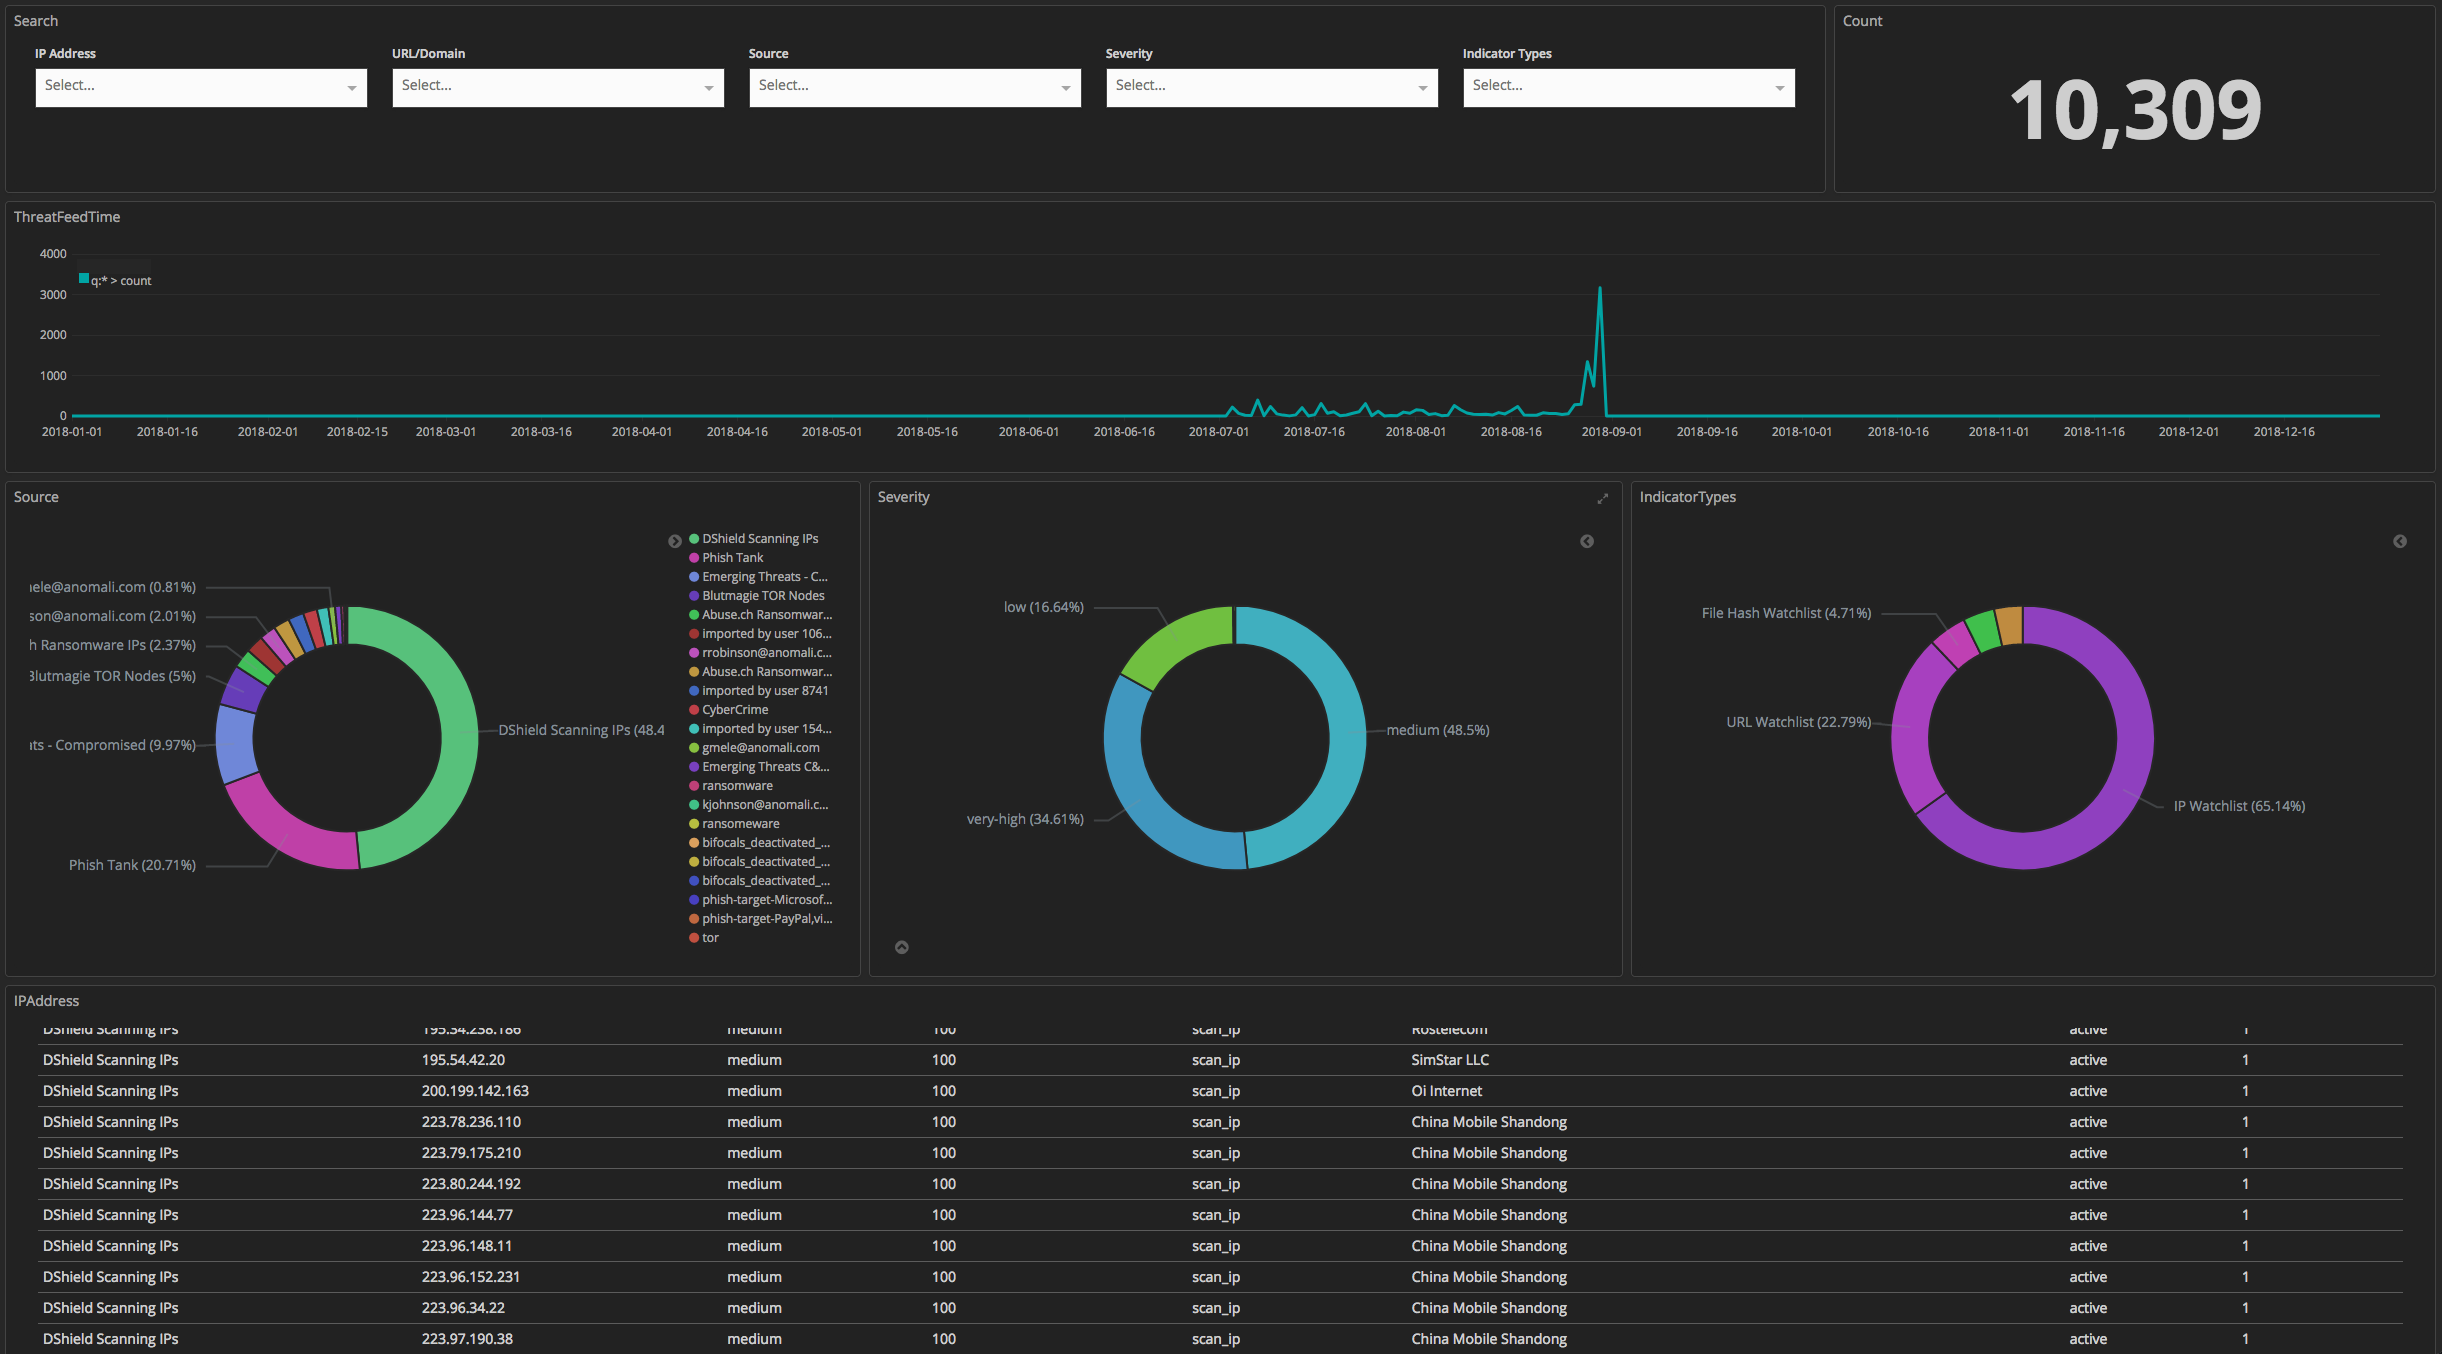 Search
Count
IP Address URL/Domain Source Severity Indicator Types
Select... Select... Select... Select... Select...
10,309
ThreatFeedTime
4000
q:* > count
3000
2000
1000
0
2018-01-01 2018-01-16 2018-02-01 2018-02-15 2018-03-01 2018-03-16 2018-04-01 2018-04-16 2018-05-01 2018-05-16 2018-06-01 2018-06-16 2018-07-01 2018-07-16 2018-08-01 2018-08-16 2018-09-01 2018-09-16 2018-10-01 2018-10-16 2018-11-01 2018-11-16 2018-12-01 2018-12-16
Source
ele@anomali.com (0.81%)
son@anomali.com (2.01%)
h Ransomware IPs (2.37%)
Blutmagie TOR Nodes (5%)
ts - Compromised (9.97%)
Phish Tank (20.71%)
DShield Scanning IPs (48.4
DShield Scanning IPs
Phish Tank
Emerging Threats - C...
Blutmagie TOR Nodes
Abuse.ch Ransomwar...
imported by user 106...
rrobinson@anomali.c...
Abuse.ch Ransomwar...
imported by user 8741
CyberCrime
imported by user 154...
gmele@anomali.com
Emerging Threats C&...
ransomware
kjohnson@anomali.c...
ransomeware
bifocals_deactivated_...
bifocals_deactivated_...
bifocals_deactivated_...
phish-target-Microsof...
phish-target-PayPal,vi...
tor
Severity
low (16.64%)
medium (48.5%)
very-high (34.61%)
IndicatorTypes
File Hash Watchlist (4.71%)
URL Watchlist (22.79%)
IP Watchlist (65.14%)
IPAddress
DShield Scanning IPs 195.34.238.186 medium 100 scan_ip Rostelecom active 1
DShield Scanning IPs 195.54.42.20 medium 100 scan_ip SimStar LLC active 1
DShield Scanning IPs 200.199.142.163 medium 100 scan_ip Oi Internet active 1
DShield Scanning IPs 223.78.236.110 medium 100 scan_ip China Mobile Shandong active 1
DShield Scanning IPs 223.79.175.210 medium 100 scan_ip China Mobile Shandong active 1
DShield Scanning IPs 223.80.244.192 medium 100 scan_ip China Mobile Shandong active 1
DShield Scanning IPs 223.96.144.77 medium 100 scan_ip China Mobile Shandong active 1
DShield Scanning IPs 223.96.148.11 medium 100 scan_ip China Mobile Shandong active 1
DShield Scanning IPs 223.96.152.231 medium 100 scan_ip China Mobile Shandong active 1
DShield Scanning IPs 223.96.34.22 medium 100 scan_ip China Mobile Shandong active 1
DShield Scanning IPs 223.97.190.38 medium 100 scan_ip China Mobile Shandong active 1